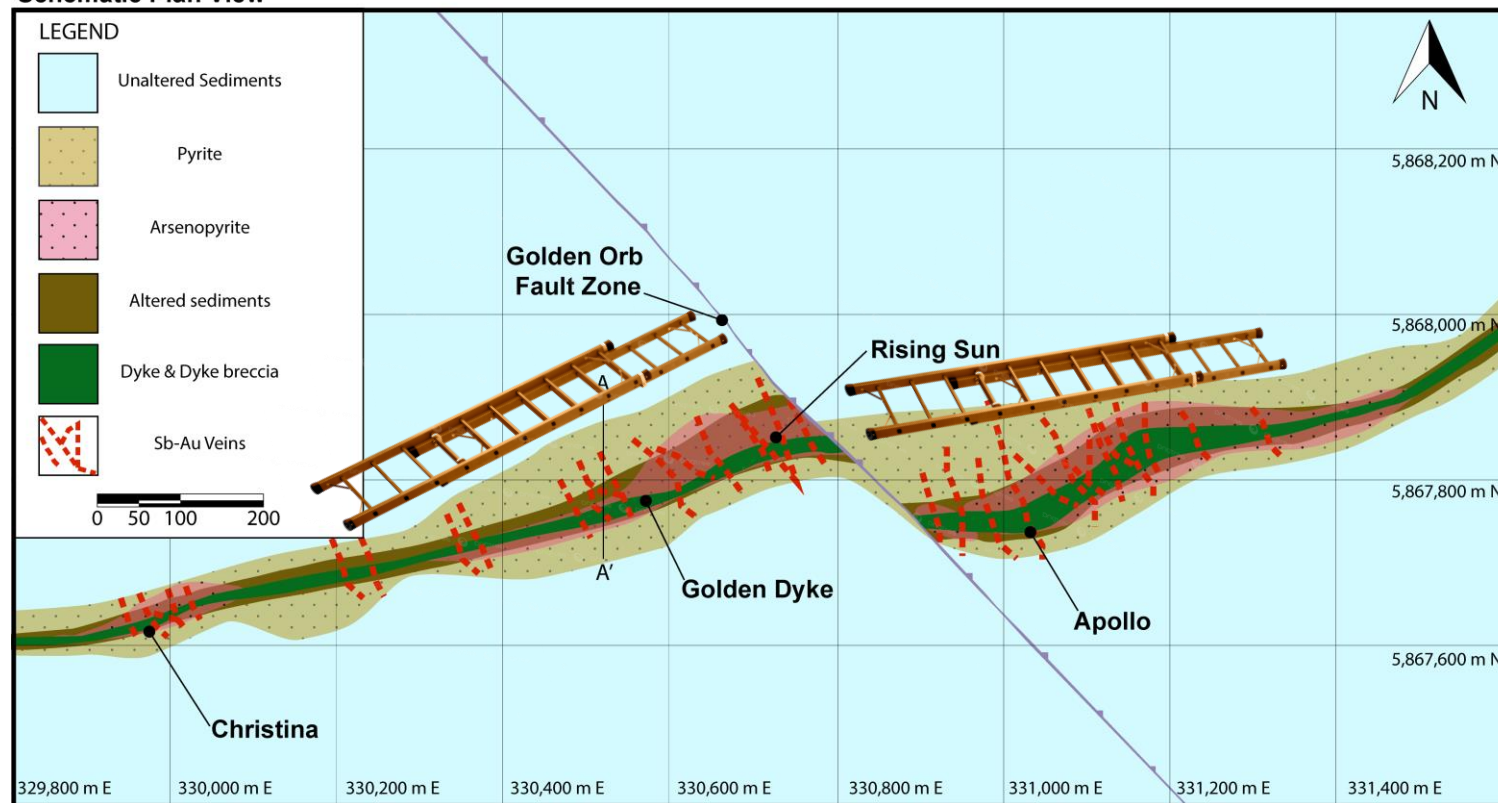 Schematic Plan View
LEGEND
Unaltered Sediments
Pyrite
Arsenopyrite
Altered sediments
Dyke & Dyke breccia
Sb-Au Veins
0 50 100 200
N
5,868,200 m N
Golden Orb
Fault Zone
5,868,000 m N
Rising Sun
A
5,867,800 m N
A'
Golden Dyke
Apollo
5,867,600 m N
Christina
329,800 m E
330,000 m E
330,200 m E
330,400 m E
330,600 m E
330,800 m E
331,000 m E
331,200 m E
331,400 m E